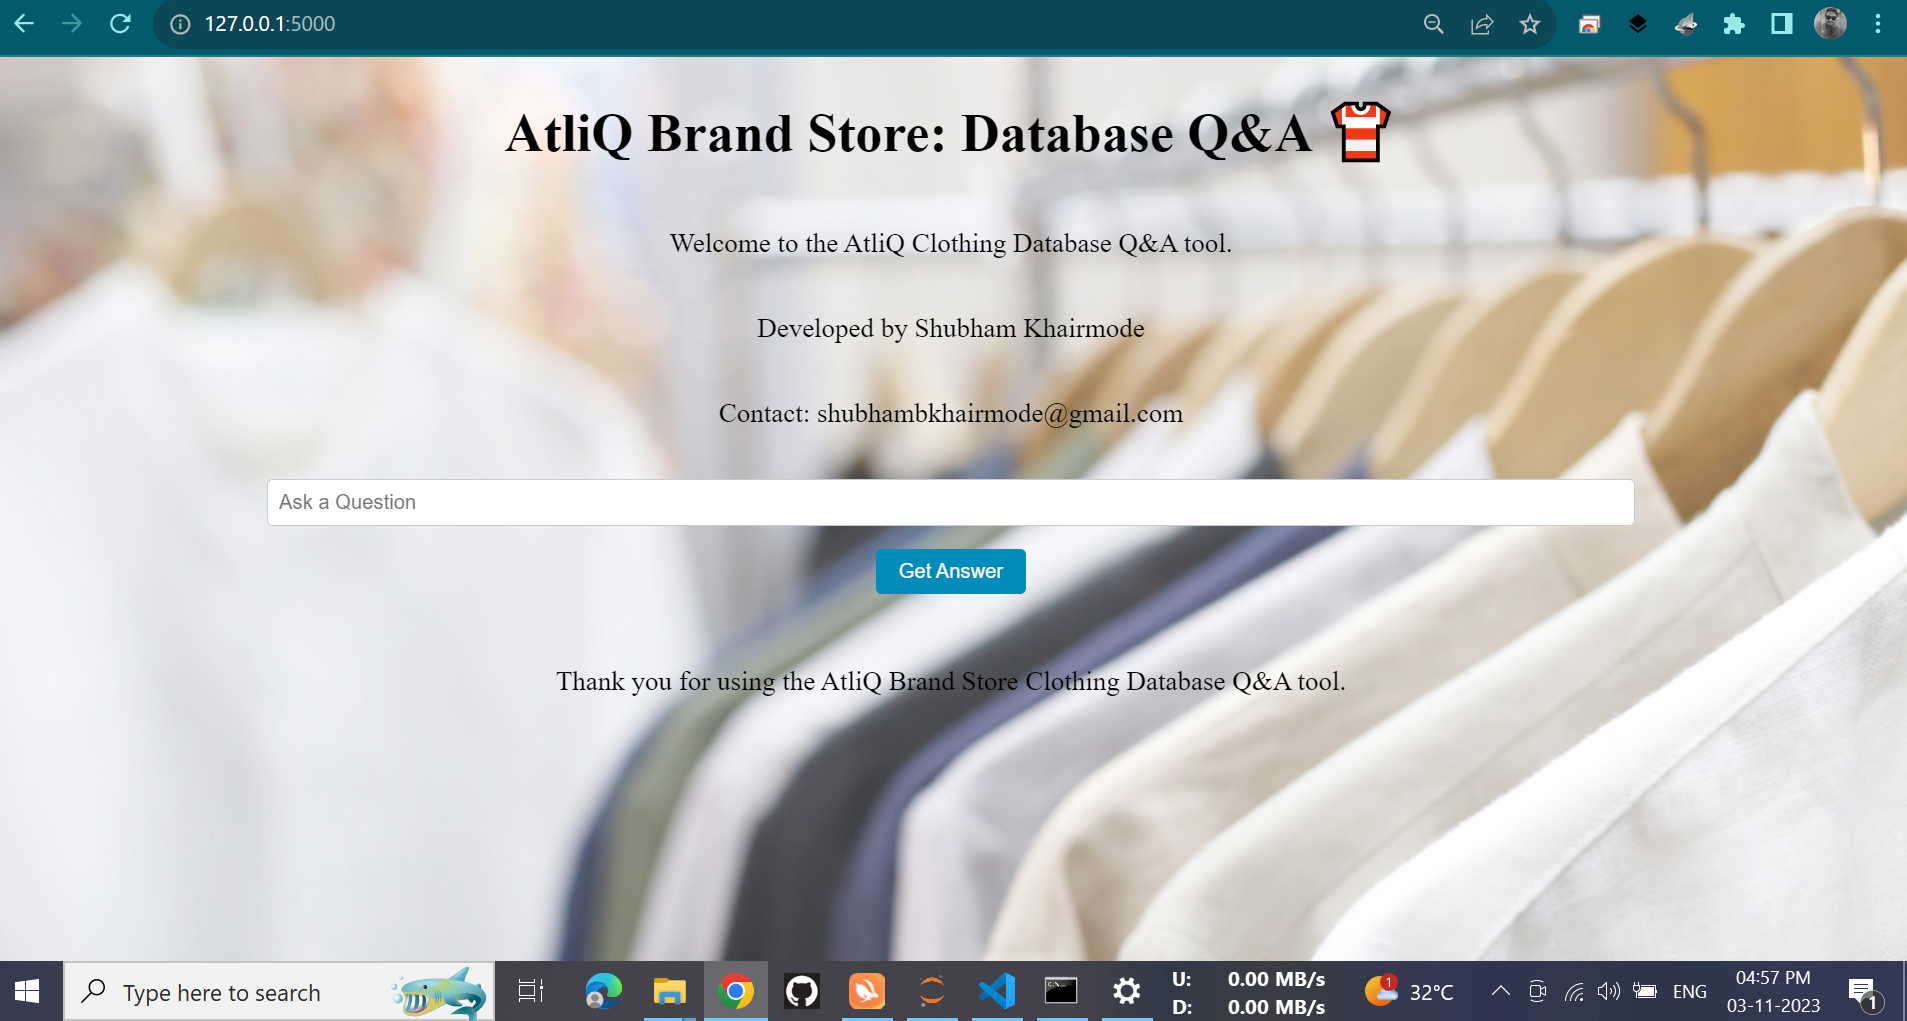 127.0.0.1:5000
AtliQ Brand Store: Database Q&A
Welcome to the AtliQ Clothing Database Q&A tool.
Developed by Shubham Khairmode
Contact: shubhambkhairmode@gmail.com
Ask a Question
Get Answer
Thank you for using the AtliQ Brand Store Clothing Database Q&A tool.
Type here to search
U: 0.00 MB/s
D: 0.00 MB/s
1
32°C
ENG
04:57 PM
03-11-2023
1